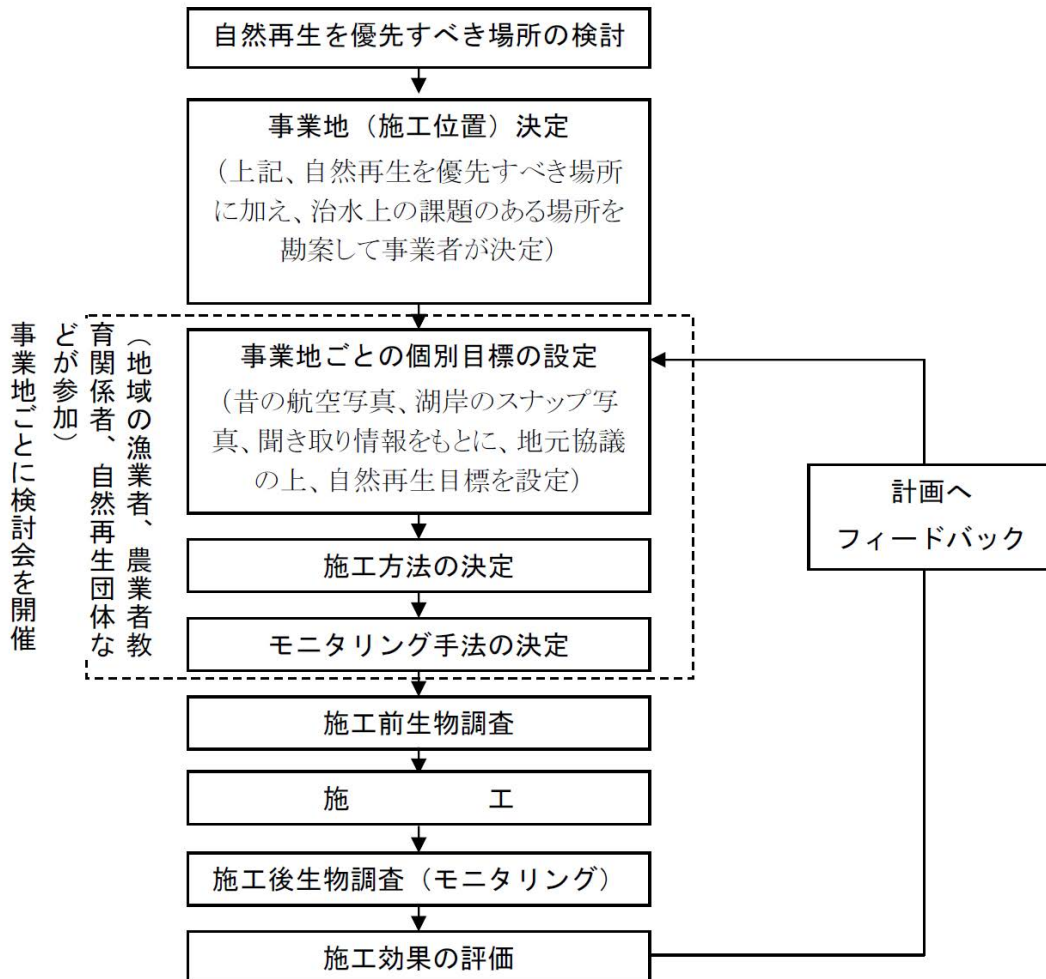 自然再生を優先すべき場所の検討
事業地（施工位置）決定
（上記、自然再生を優先すべき場所
に加え、治水上の課題のある場所を
勘案して事業者が決定）
事業地ごとに検討会を開催
（地域の漁業者、農業者教
育関係者、自然再生団体な
どが参加）
事業地ごとの個別目標の設定
（昔の航空写真、湖岸のスナップ写
真、聞き取り情報をもとに、地元協議
の上、自然再生目標を設定）
施工方法の決定
モニタリング手法の決定
施工前生物調査
施　　　　工
施工後生物調査（モニタリング）
施工効果の評価
計画へ
フィードバック